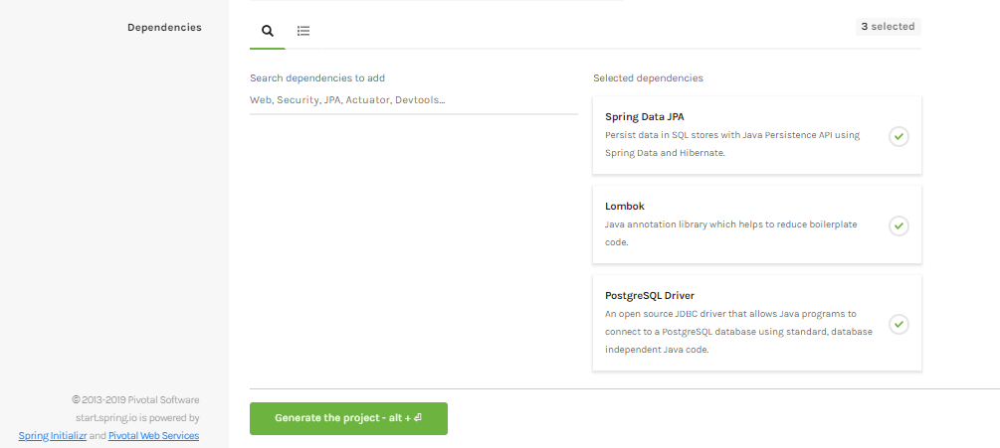 Dependencies
3 selected
Search dependencies to add
Web, Security, JPA, Actuator, Devtools...
Selected dependencies
Spring Data JPA
Persist data in SQL stores with Java Persistence API using
Spring Data and Hibernate.
Lombok
Java annotation library which helps to reduce boilerplate
code.
PostgreSQL Driver
An open source JDBC driver that allows Java programs to
connect to a PostgreSQL database using standard, database
independent Java code.
© 2013-2019 Pivotal Software
start.spring.io is powered by
Spring Initializr and Pivotal Web Services
Generate the project - alt + ⏎